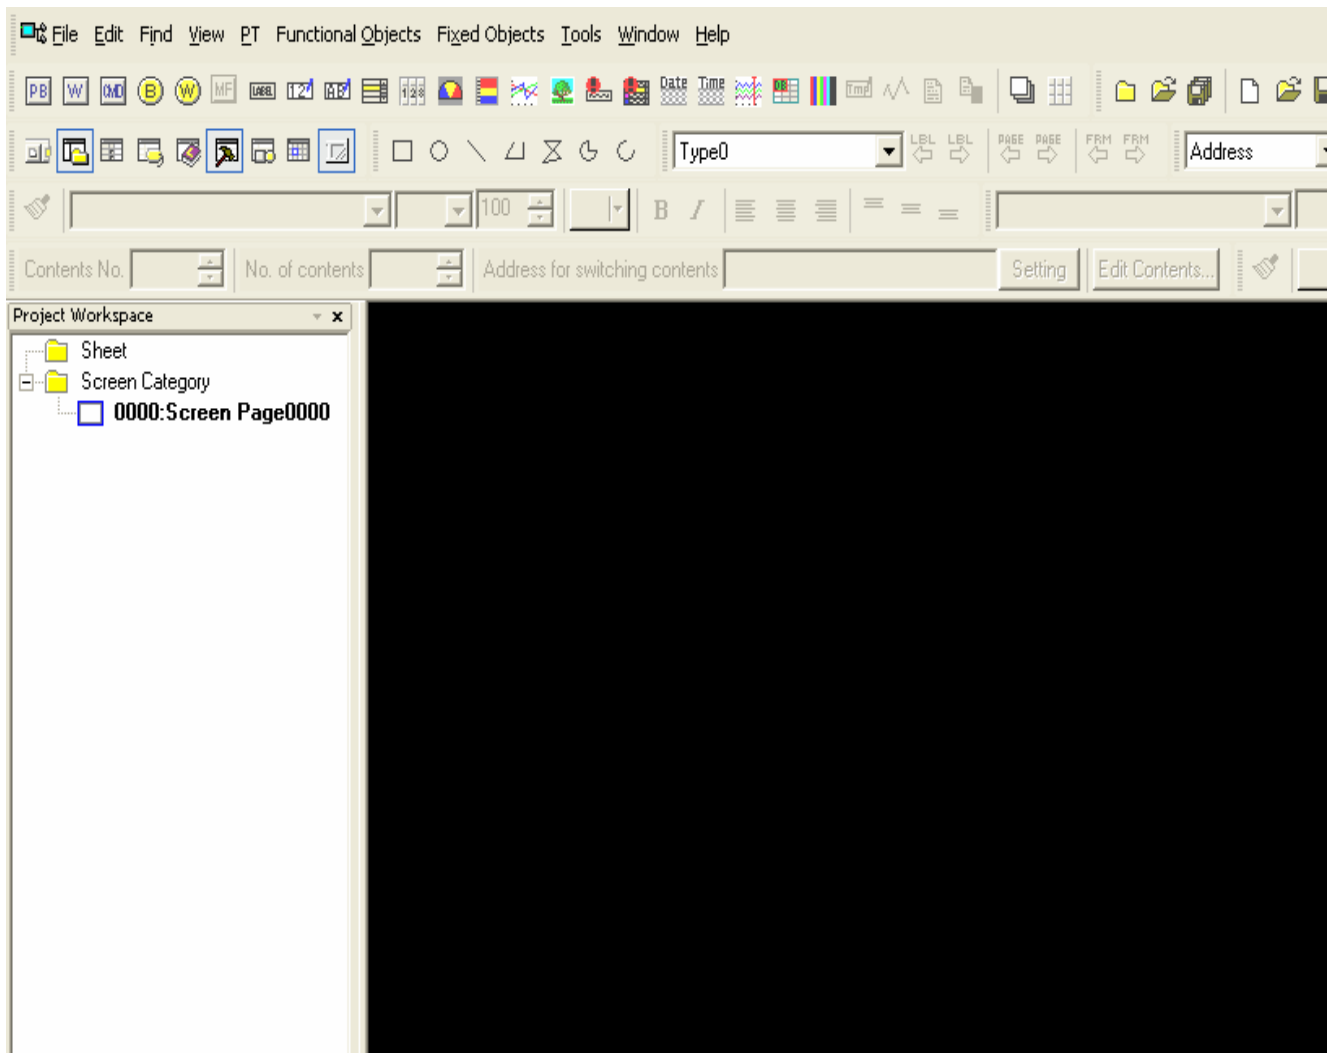 File Edit Find View PT Functional Objects Fixed Objects Tools Window Help
PB W CMD B W MF LABEL Date Time Tmp
Type0 LBL LBL PAGE PAGE FRM FRM Address
100 B I
Contents No. No. of contents Address for switching contents Setting Edit Contents...
Project Workspace
Sheet
Screen Category
0000:Screen Page0000